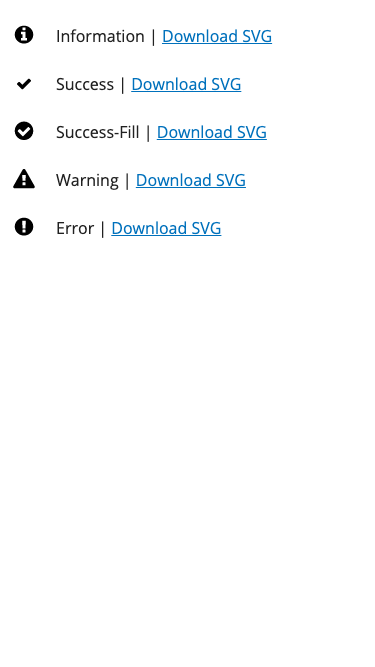 Information | Download SVG
Success | Download SVG
Success-Fill | Download SVG
Warning | Download SVG
Error | Download SVG